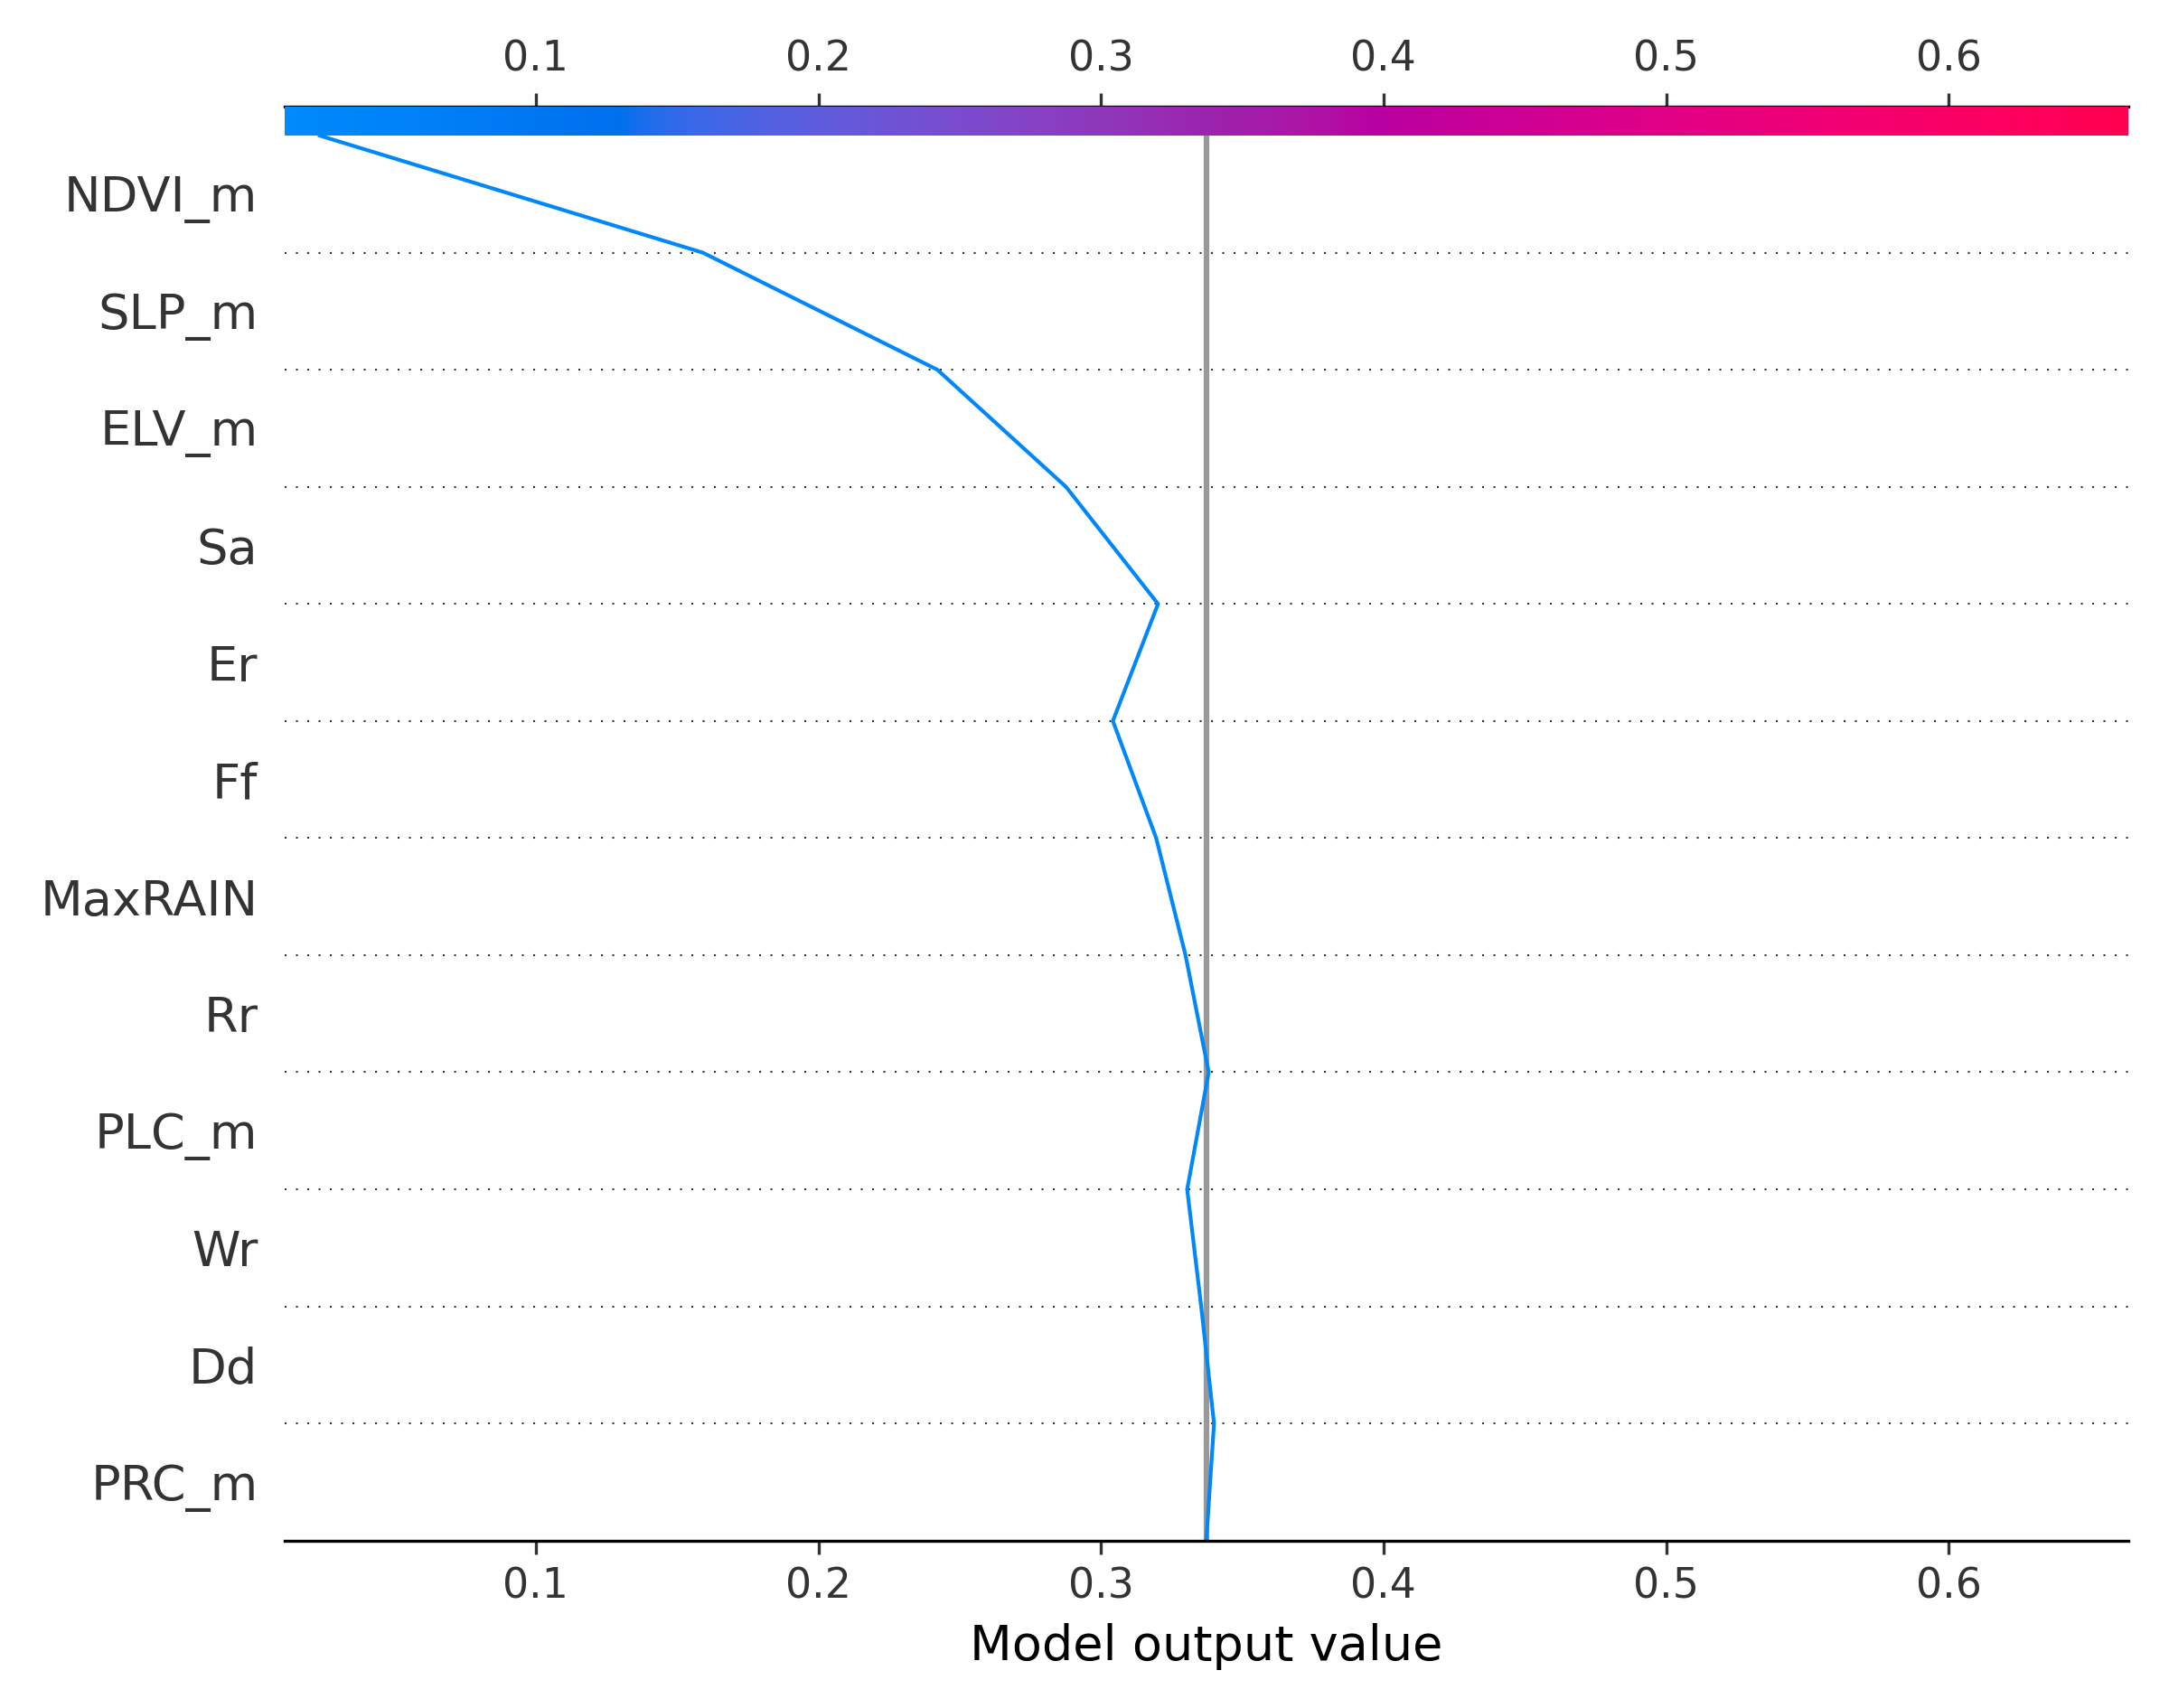 0.1 0.2 0.3 0.4 0.5 0.6
NDVI_m
SLP_m
ELV_m
Sa
Er
Ff
MaxRAIN
Rr
PLC_m
Wr
Dd
PRC_m
0.1 0.2 0.3 0.4 0.5 0.6
Model output value